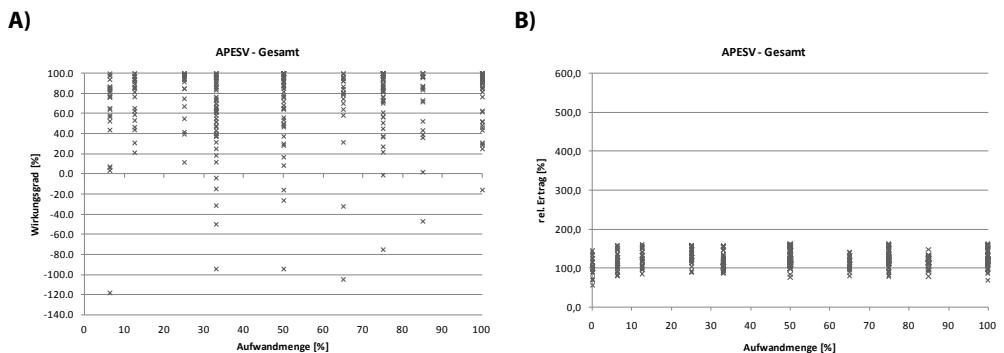 A)
APESV - Gesamt
Wirkungsgrad [%]
100.0
80.0
60.0
40.0
20.0
0.0
-20.0
-40.0
-60.0
-80.0
-100.0
-120.0
-140.0
0 10 20 30 40 50 60 70 80 90 100
Aufwandmenge [%]
B)
APESV - Gesamt
rel. Ertrag [%]
600,0
500,0
400,0
300,0
200,0
100,0
0,0
0 10 20 30 40 50 60 70 80 90 100
Aufwandmenge [%]